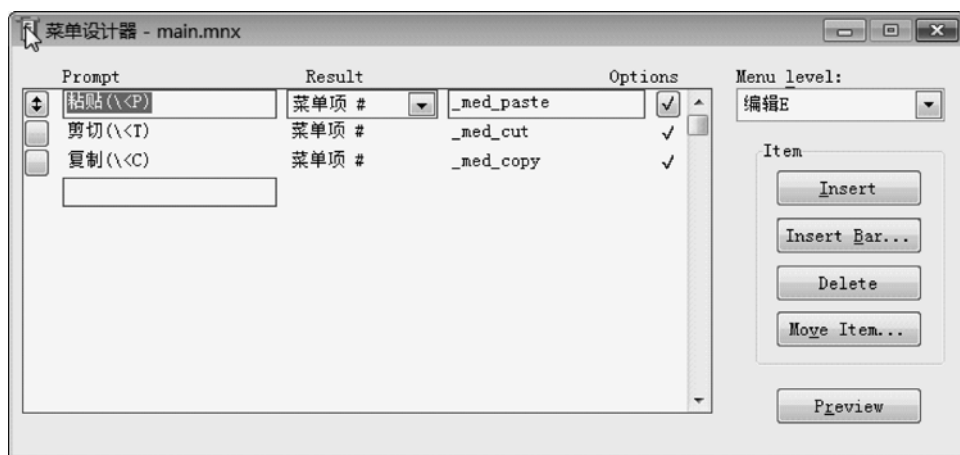 菜单设计器 - main.mnx
Prompt Result Options Menu level:
粘贴(\<P) 菜单项 # _med_paste 编辑E
剪切(\<T) 菜单项 # _med_cut
复制(\<C) 菜单项 # _med_copy
Item
Insert
Insert Bar...
Delete
Move Item...
Preview